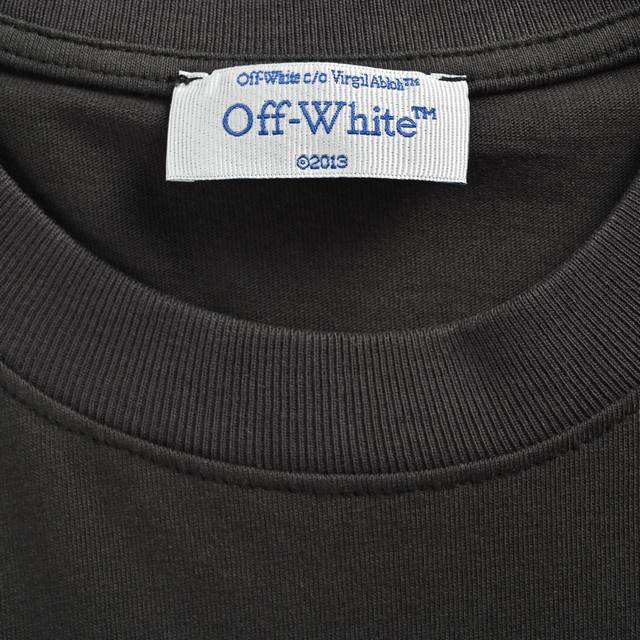 Off-White c/o Virgil Abloh™
Off-White™
©2013